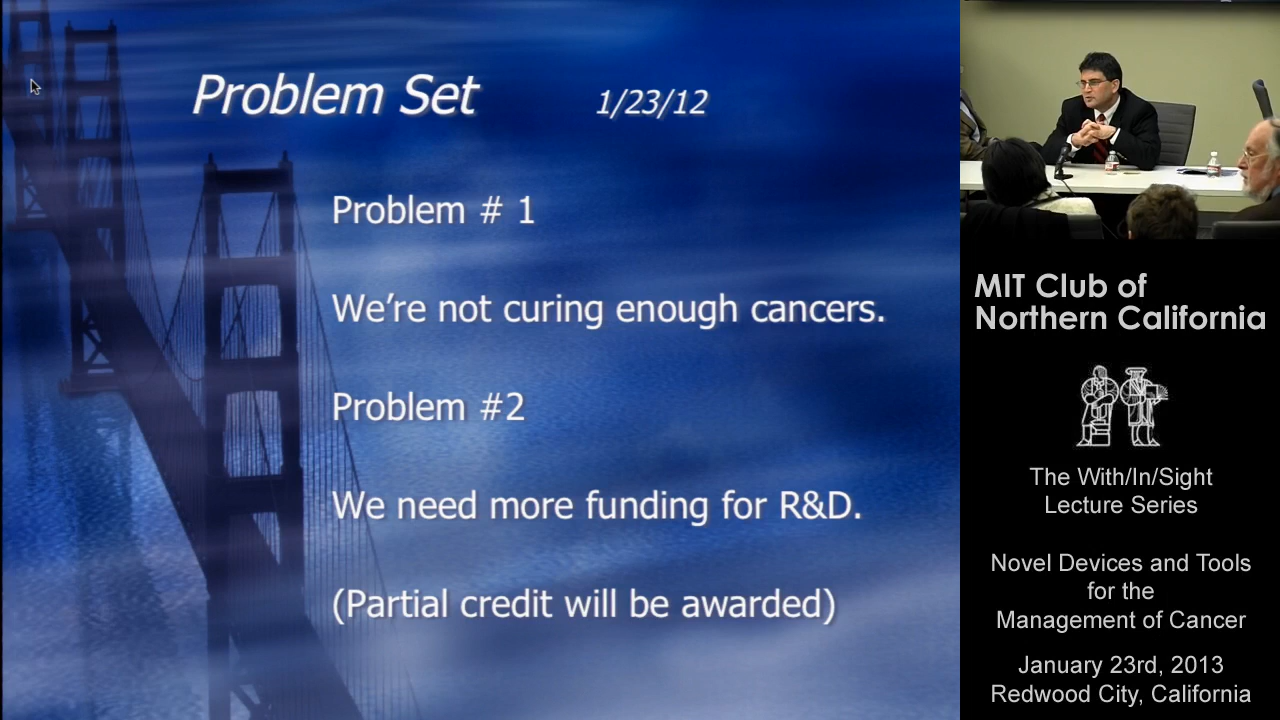 Problem Set 1/23/12
Problem # 1
We're not curing enough cancers.
Problem #2
We need more funding for R&D.
(Partial credit will be awarded)
MIT Club of
Northern California
The With/In/Sight
Lecture Series
Novel Devices and Tools
for the
Management of Cancer
January 23rd, 2013
Redwood City, California